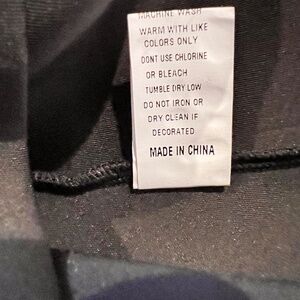 MACHINE WASH
WARM WITH LIKE
COLORS ONLY
DONT USE CHLORINE
OR BLEACH
TUMBLE DRY LOW
DO NOT IRON OR
DRY CLEAN IF
DECORATED
MADE IN CHINA